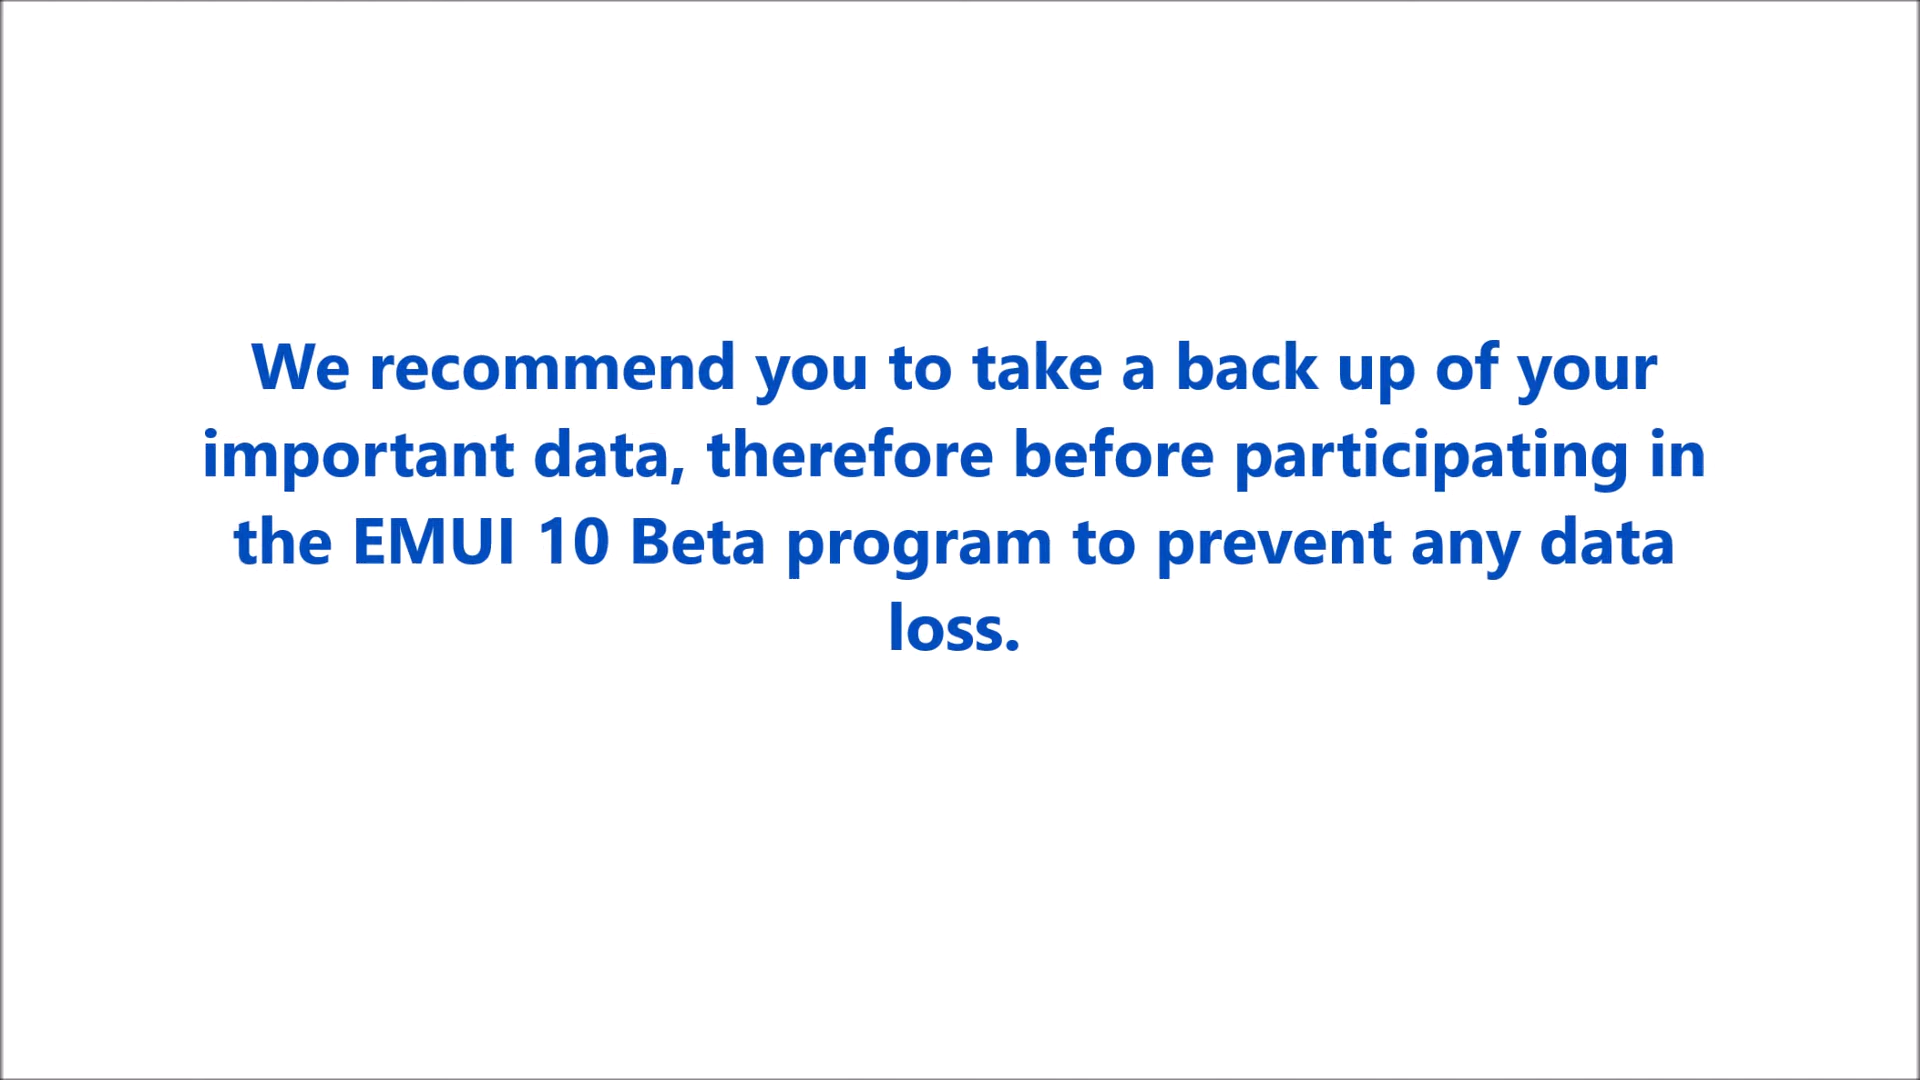 We recommend you to take a back up of your
important data, therefore before participating in
the EMUI 10 Beta program to prevent any data
loss.